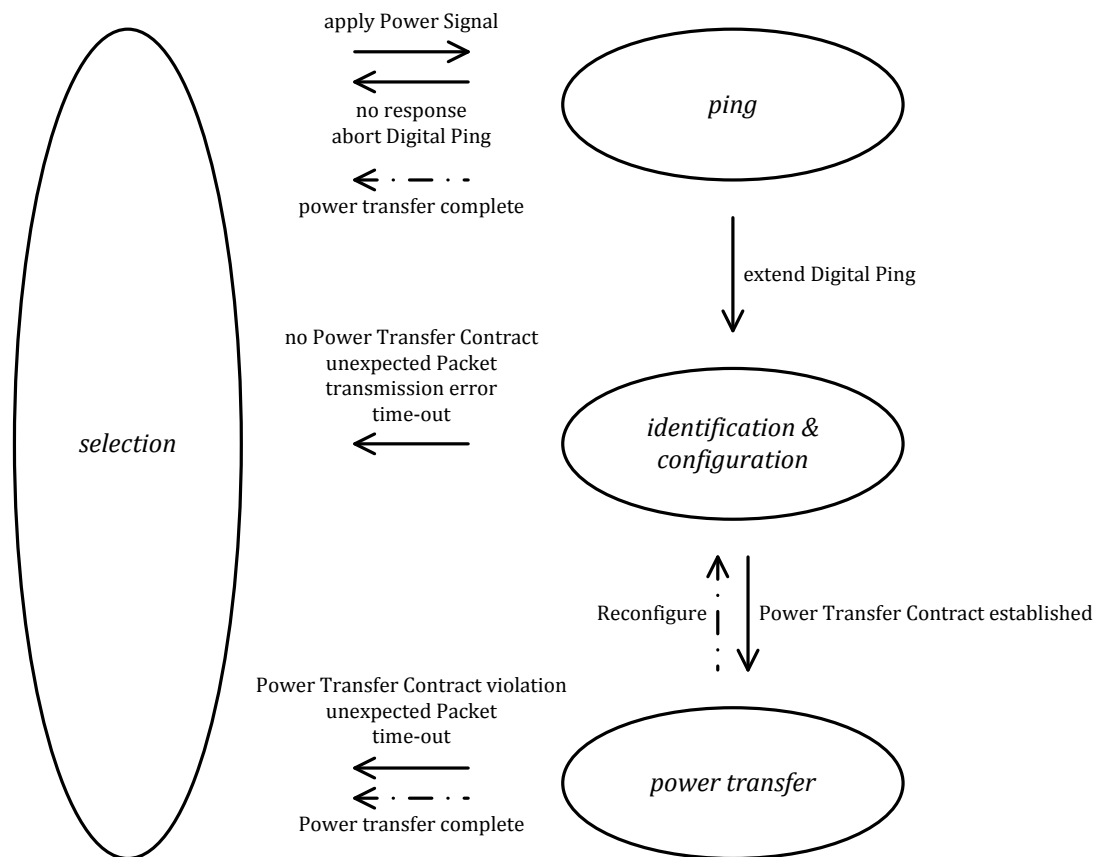 apply Power Signal
no response
abort Digital Ping
power transfer complete
ping
extend Digital Ping
no Power Transfer Contract
unexpected Packet
transmission error
time-out
selection
identification &
configuration
Reconfigure
Power Transfer Contract established
Power Transfer Contract violation
unexpected Packet
time-out
Power transfer complete
power transfer